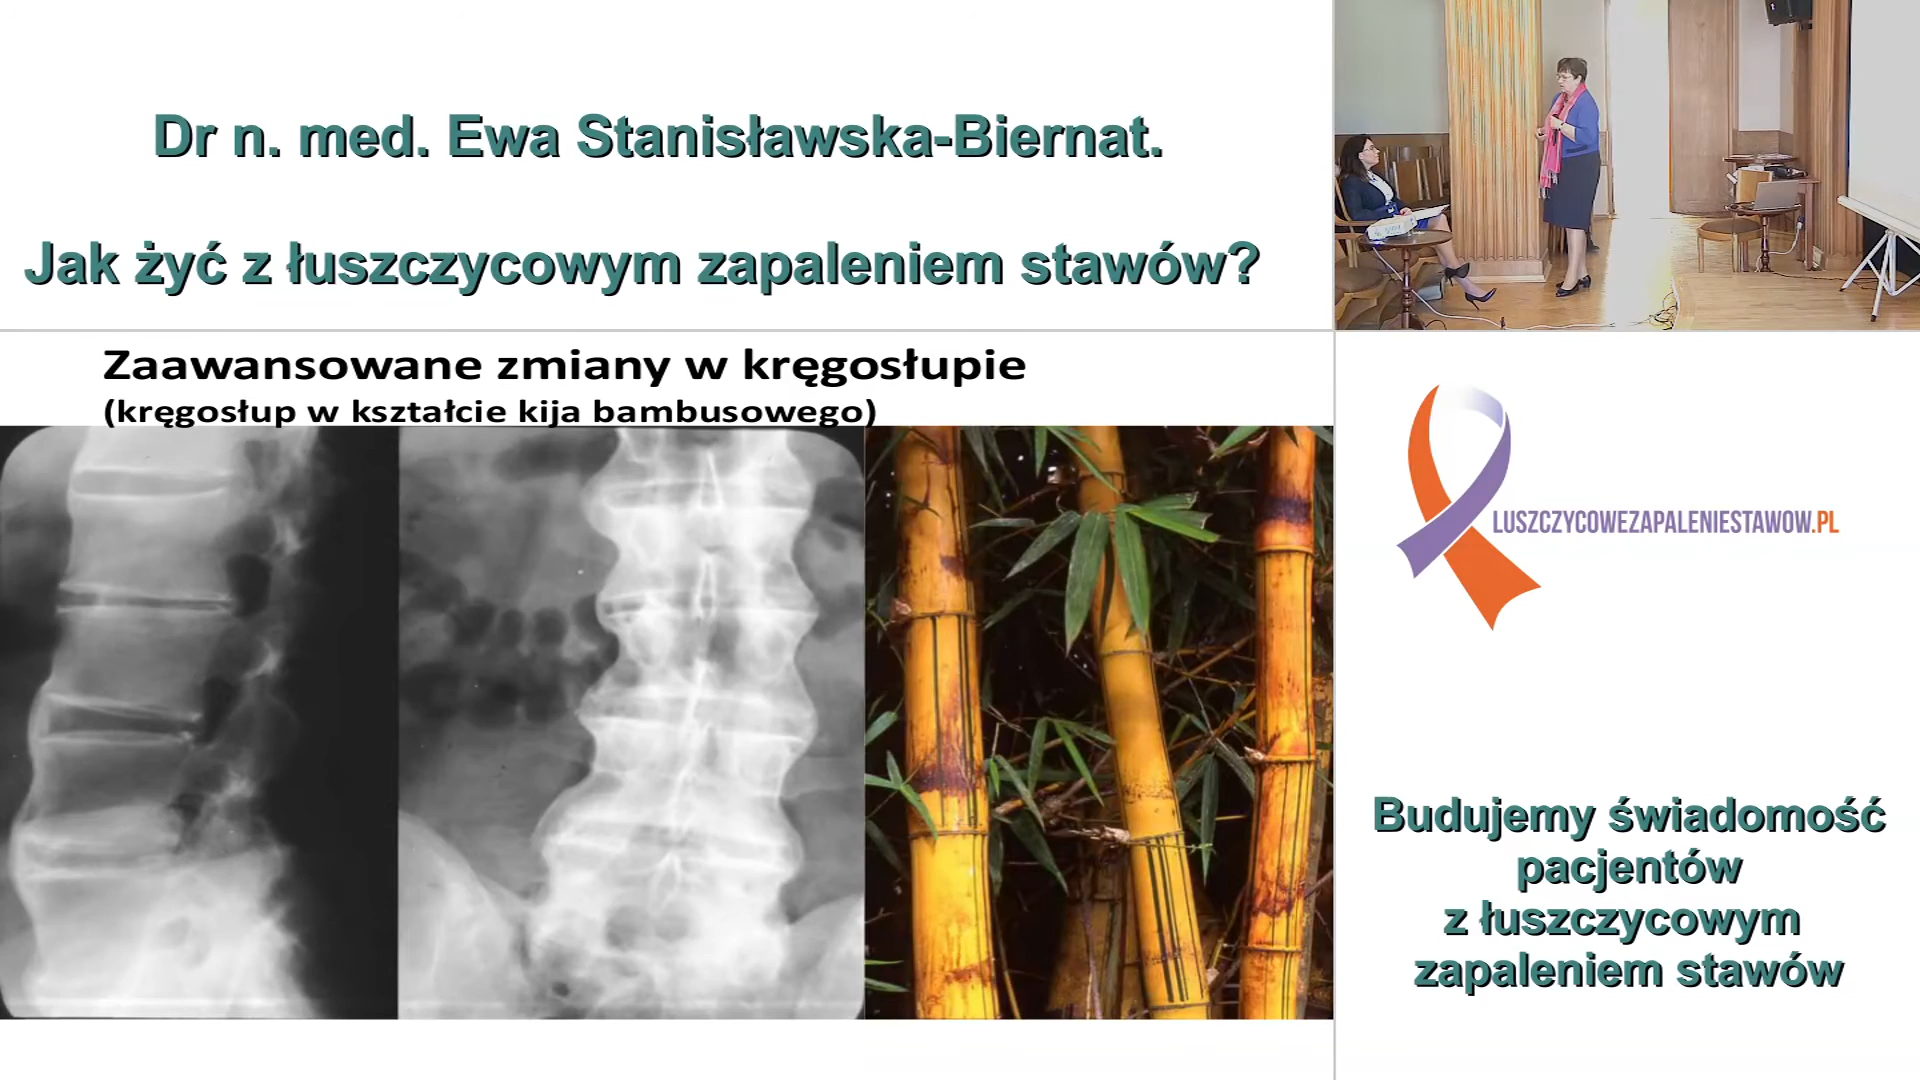 Dr n. med. Ewa Stanisławska-Biernat.
Jak żyć z łuszczycowym zapaleniem stawów?
Zaawansowane zmiany w kręgosłupie
(kręgosłup w kształcie kija bambusowego)
LUSZCZYCOWEZAPALENIESTAWOW.PL
Budujemy świadomość
pacjentów
z łuszczycowym
zapaleniem stawów